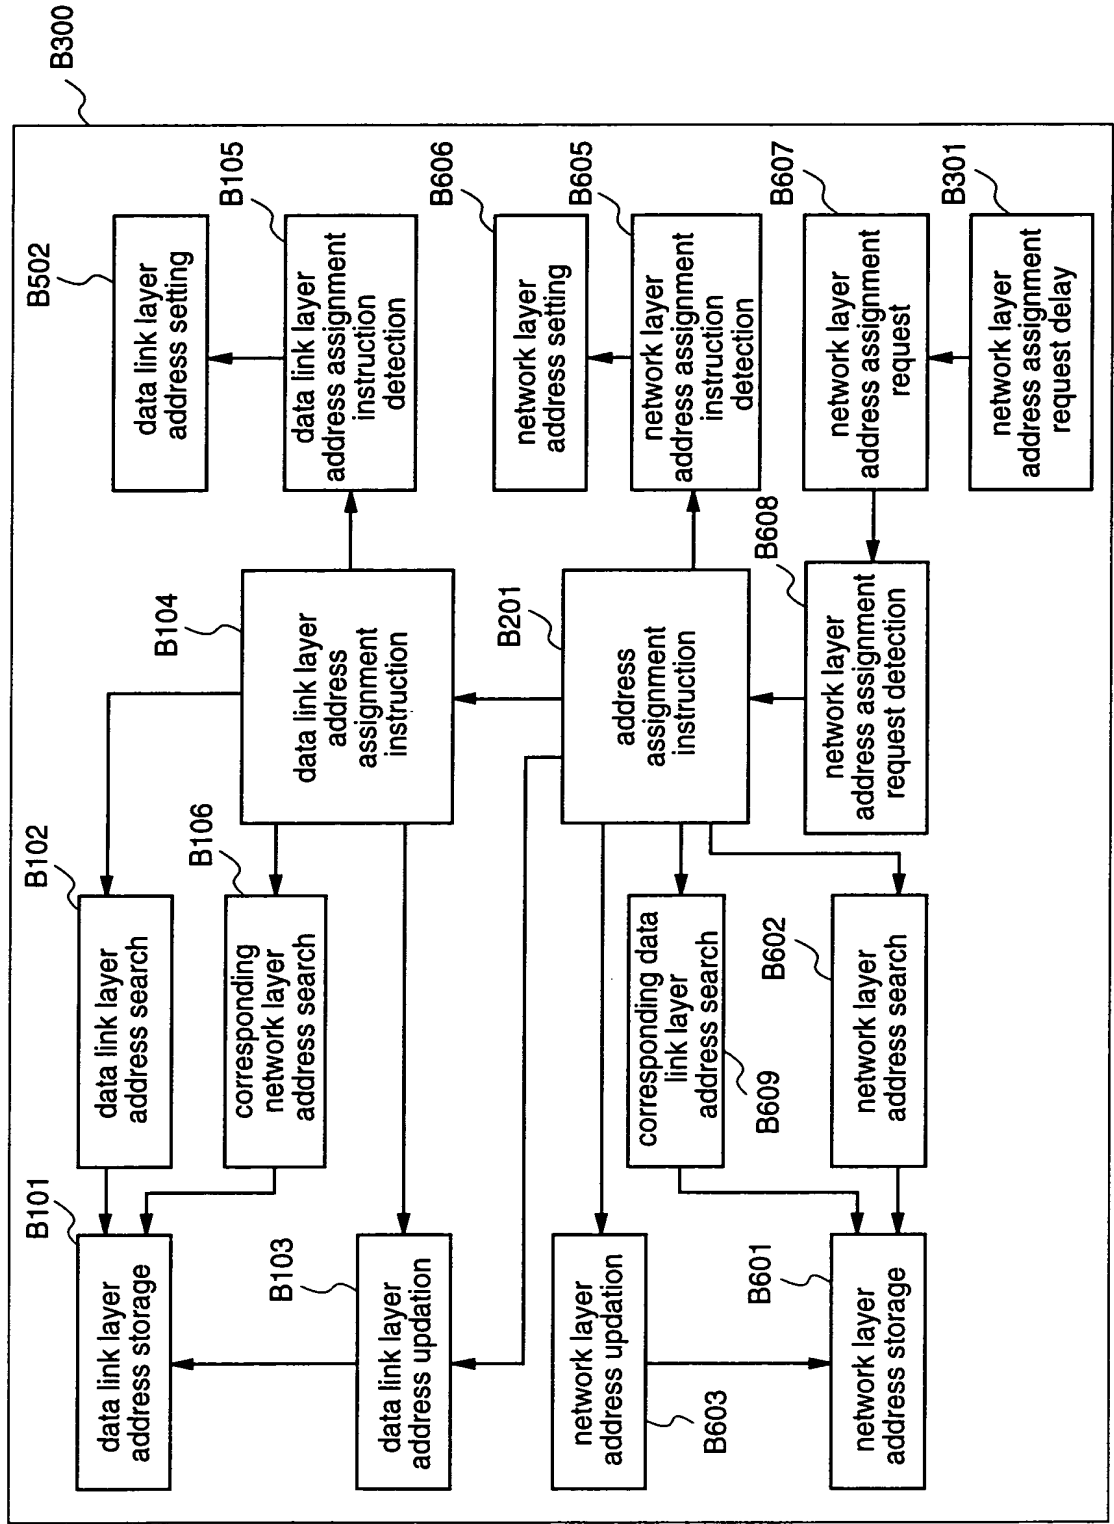 B300
B101
data link layer
address storage
B102
data link layer
address search
B502
data link layer
address setting
B106
corresponding
network layer
address search
B104
data link layer
address
assignment
instruction
B105
data link layer
address assignment
instruction
detection
B103
data link layer
address updation
B606
network layer
address setting
B603
network layer
address updation
B609
corresponding data
link layer
address search
B201
address
assignment
instruction
B605
network layer
address assignment
instruction
detection
B601
network layer
address storage
B602
network layer
address search
B608
network layer
address assignment
request detection
B607
network layer
address assignment
request
B301
network layer
address assignment
request delay